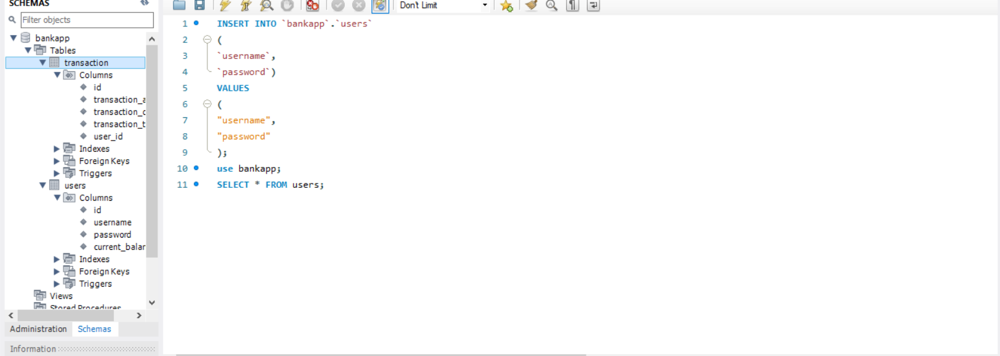 SCHEMAS
Filter objects
bankapp
Tables
transaction
Columns
id
transaction_a
transaction_c
transaction_t
user_id
Indexes
Foreign Keys
Triggers
users
Columns
id
username
password
current_balar
Indexes
Foreign Keys
Triggers
Views
Stored Procedures
Administration Schemas
Information
Don't Limit
1 INSERT INTO `bankapp`.`users`
2 (
3 `username`,
4 `password`)
5 VALUES
6 (
7 "username",
8 "password"
9 );
10 use bankapp;
11 SELECT * FROM users;